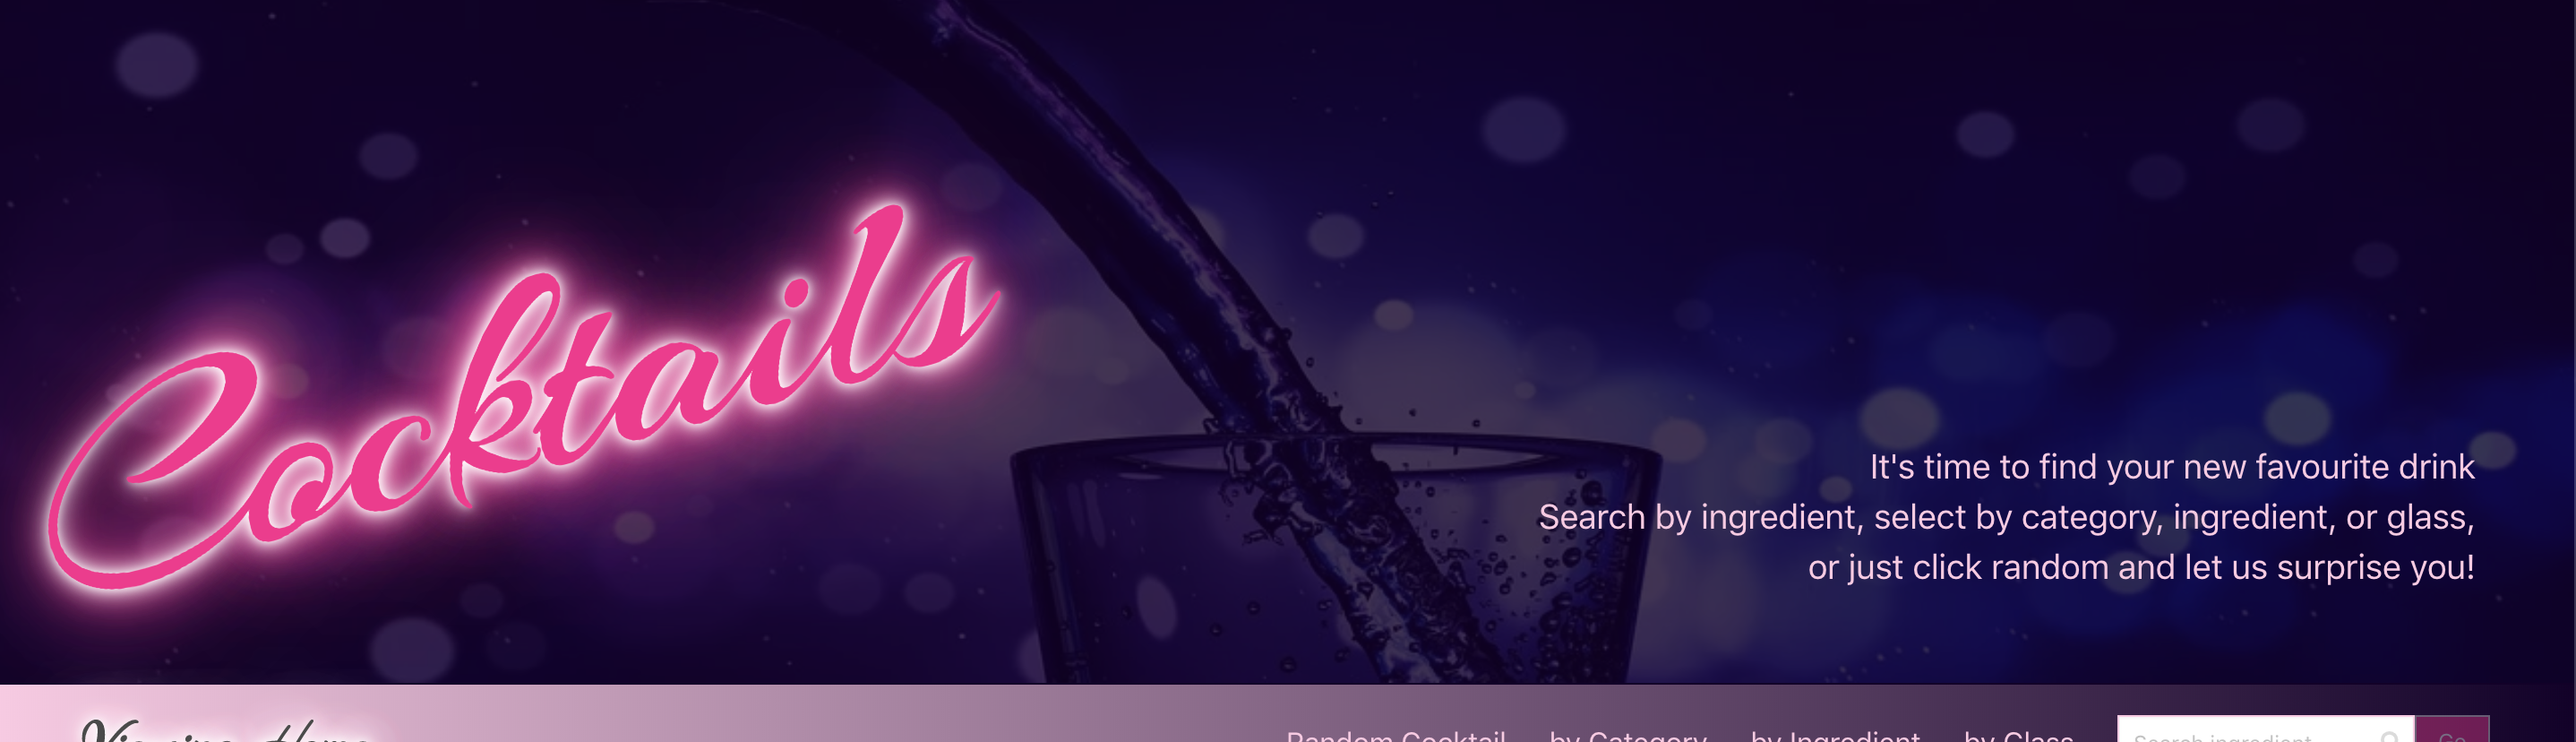 Cocktails
It's time to find your new favourite drink
Search by ingredient, select by category, ingredient, or glass,
or just click random and let us surprise you!
Viewing Home
Random Cocktail by Category by Ingredient by Glass Search ingredient Go